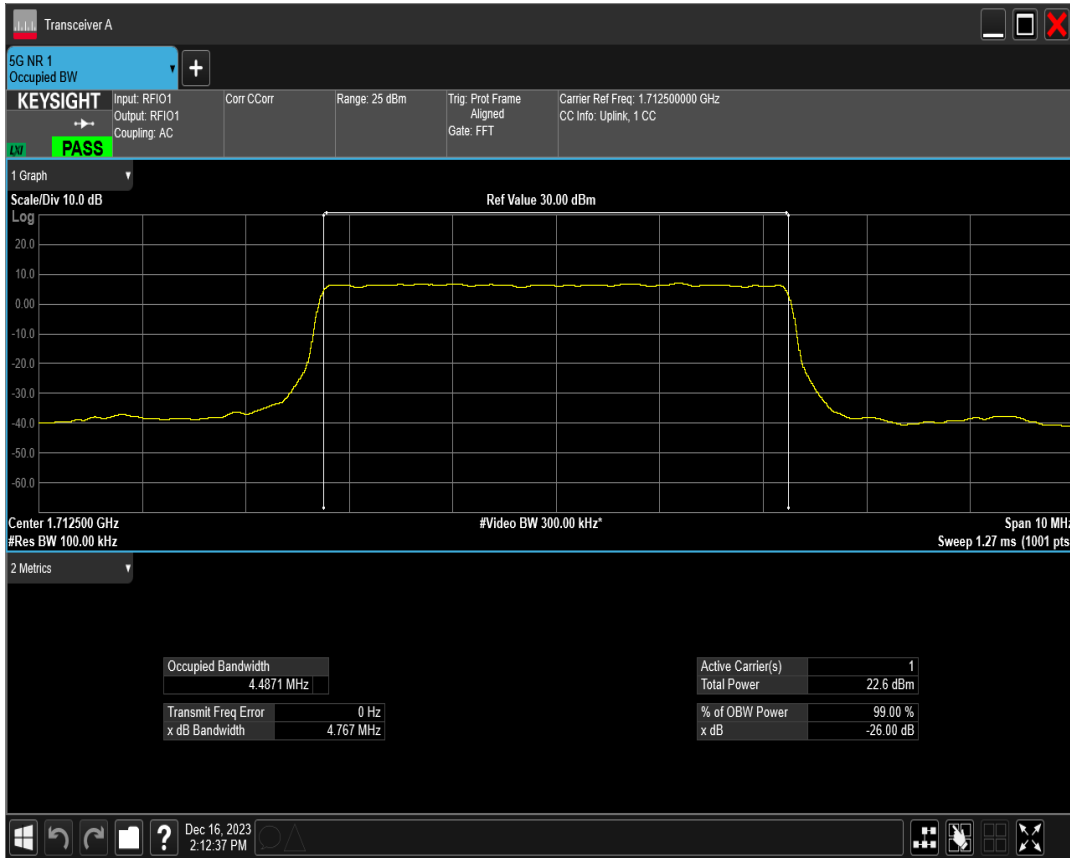 Transceiver A
5G NR 1
Occupied BW
KEYSIGHT
LXI
PASS
Input: RFIO1
Output: RFIO1
Coupling: AC
Corr CCorr
Range: 25 dBm
Trig: Prot Frame
Aligned
Gate: FFT
Carrier Ref Freq: 1.712500000 GHz
CC Info: Uplink, 1 CC
1 Graph
Scale/Div 10.0 dB
Ref Value 30.00 dBm
Log
20.0
10.0
0.00
-10.0
-20.0
-30.0
-40.0
-50.0
-60.0
Center 1.712500 GHz
#Video BW 300.00 kHz*
Span 10 MHz
#Res BW 100.00 kHz
Sweep 1.27 ms (1001 pts
2 Metrics
Occupied Bandwidth
4.4871 MHz
Transmit Freq Error 0 Hz
x dB Bandwidth 4.767 MHz
Active Carrier(s) 1
Total Power 22.6 dBm
% of OBW Power 99.00 %
x dB -26.00 dB
?
Dec 16, 2023
2:12:37 PM